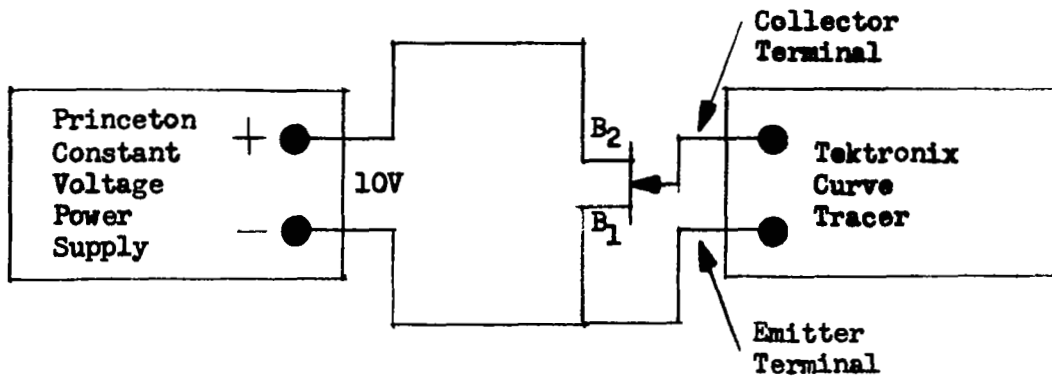 Collector
Terminal
Princeton
Constant
Voltage
Power
Supply
+
−
10V
B2
B1
Tektronix
Curve
Tracer
Emitter
Terminal